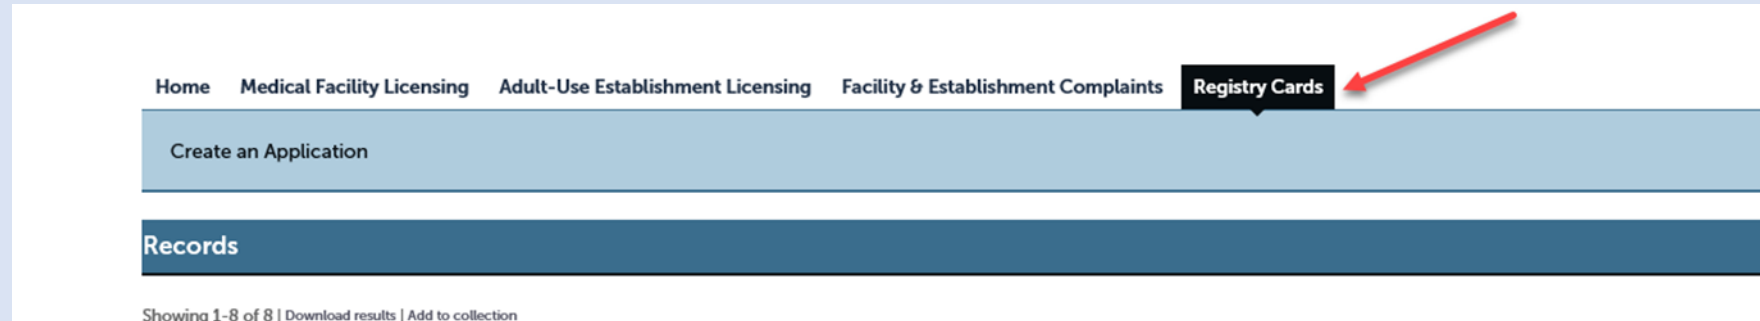 Home Medical Facility Licensing Adult-Use Establishment Licensing Facility & Establishment Complaints Registry Cards
Create an Application
Records
Showing 1-8 of 8 | Download results | Add to collection